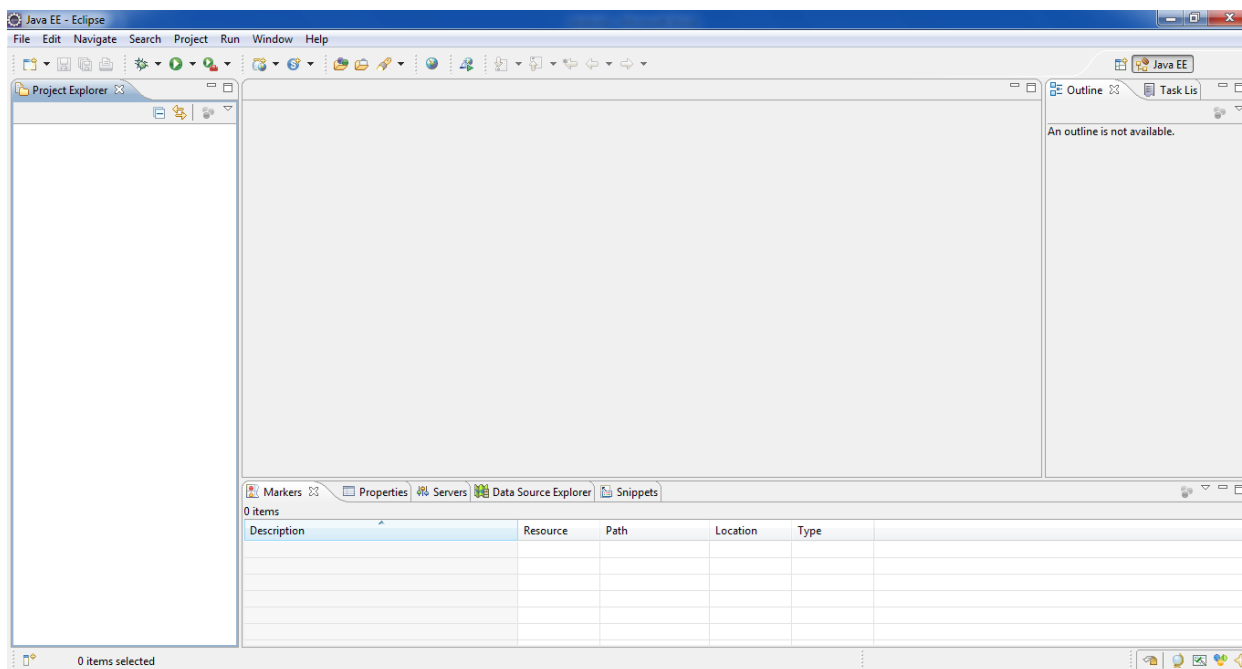 Java EE - Eclipse
File Edit Navigate Search Project Run Window Help
Java EE
Project Explorer
Outline Task Lis
An outline is not available.
Markers Properties Servers Data Source Explorer Snippets
0 items
Description Resource Path Location Type
0 items selected